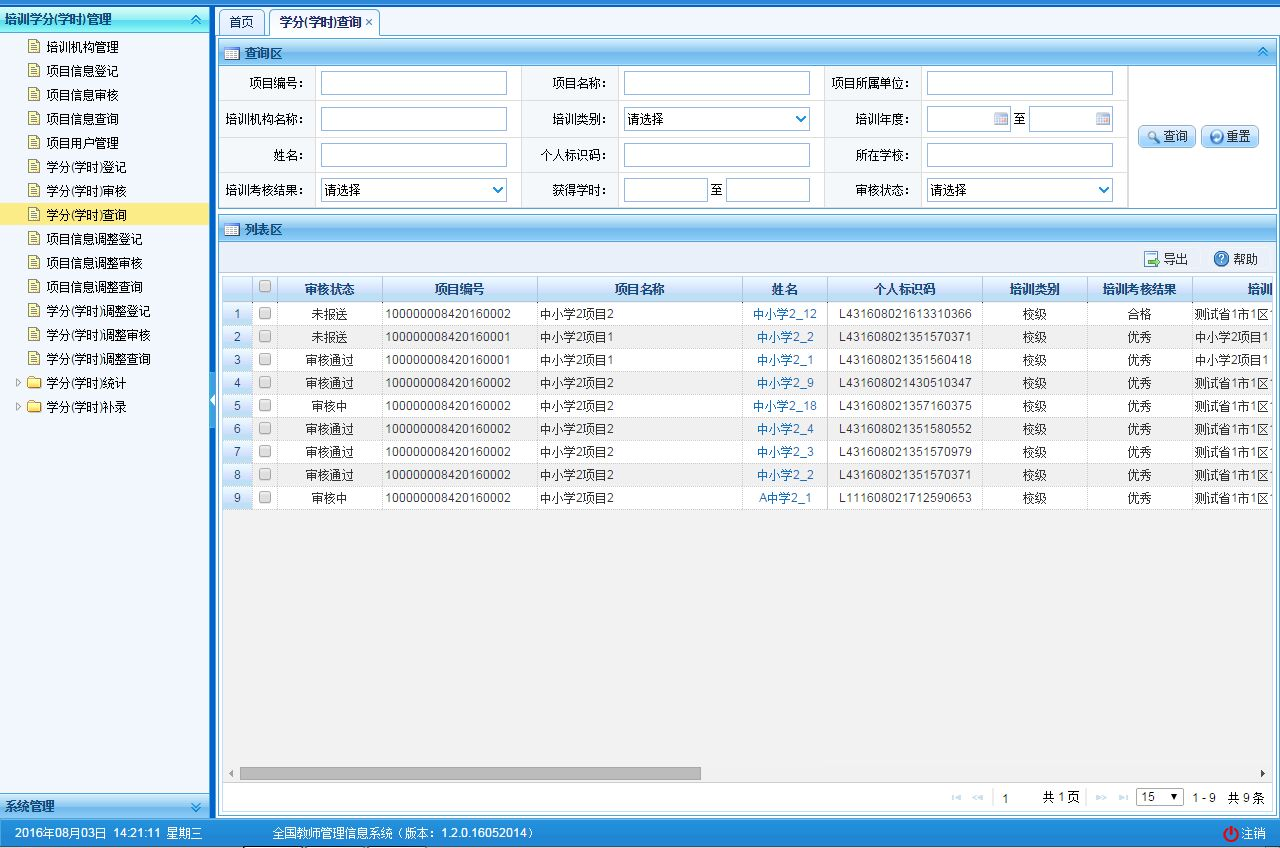 培训学分(学时)管理
培训机构管理
项目信息登记
项目信息审核
项目信息查询
项目用户管理
学分(学时)登记
学分(学时)审核
学分(学时)查询
项目信息调整登记
项目信息调整审核
项目信息调整查询
学分(学时)调整登记
学分(学时)调整审核
学分(学时)调整查询
学分(学时)统计
学分(学时)补录
系统管理
首页 学分(学时)查询 ×
查询区
项目编号： 项目名称： 项目所属单位：
培训机构名称： 培训类别： 请选择 培训年度： 至
查询 重置
姓名： 个人标识码： 所在学校：
培训考核结果： 请选择 获得学时： 至 审核状态： 请选择
列表区
导出 帮助
审核状态 项目编号 项目名称 姓名 个人标识码 培训类别 培训考核结果 培训
1 未报送 100000008420160002 中小学2项目2 中小学2_12 L431608021613310366 校级 合格 测试省1市1区
2 未报送 100000008420160001 中小学2项目1 中小学2_2 L431608021351570371 校级 优秀 中小学2项目1
3 审核通过 100000008420160001 中小学2项目1 中小学2_1 L431608021351560418 校级 优秀 中小学2项目1
4 审核通过 100000008420160002 中小学2项目2 中小学2_9 L431608021430510347 校级 优秀 测试省1市1区
5 审核中 100000008420160002 中小学2项目2 中小学2_18 L431608021357160375 校级 优秀 测试省1市1区
6 审核通过 100000008420160002 中小学2项目2 中小学2_4 L431608021351580552 校级 优秀 测试省1市1区
7 审核通过 100000008420160002 中小学2项目2 中小学2_3 L431608021351570979 校级 优秀 测试省1市1区
8 审核通过 100000008420160002 中小学2项目2 中小学2_2 L431608021351570371 校级 优秀 测试省1市1区
9 审核中 100000008420160002 中小学2项目2 A中学2_1 L111608021712590653 校级 优秀 测试省1市1区
1 共 1 页 15 1 - 9 共 9 条
2016年08月03日 14:21:11 星期三 全国教师管理信息系统（版本：1.2.0.16052014） 注销